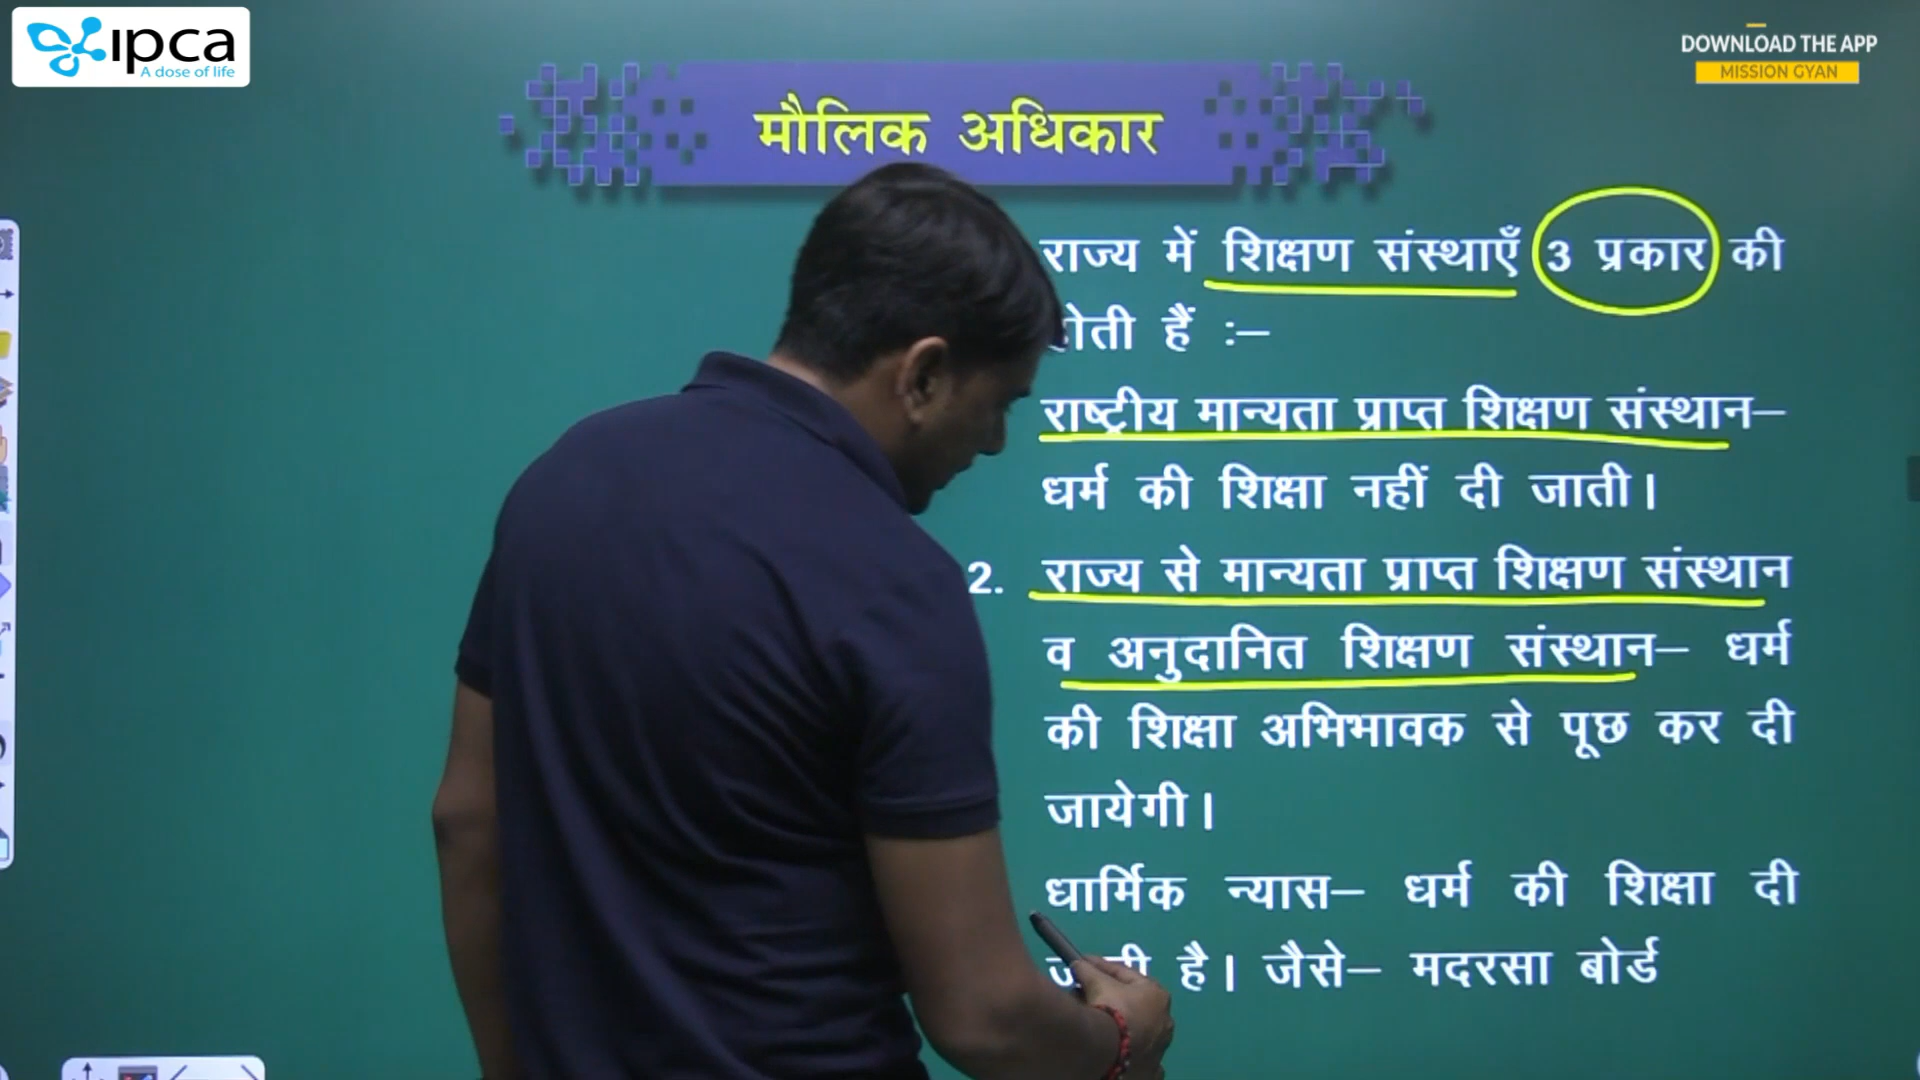 ipca
A dose of life
DOWNLOAD THE APP
MISSION GYAN
मौलिक अधिकार
राज्य में शिक्षण संस्थाएँ 3 प्रकार की
होती हैं :–
राष्ट्रीय मान्यता प्राप्त शिक्षण संस्थान–
धर्म की शिक्षा नहीं दी जाती।
2. राज्य से मान्यता प्राप्त शिक्षण संस्थान
व अनुदानित शिक्षण संस्थान– धर्म
की शिक्षा अभिभावक से पूछ कर दी
जायेगी।
धार्मिक न्यास– धर्म की शिक्षा दी
है। जैसे– मदरसा बोर्ड